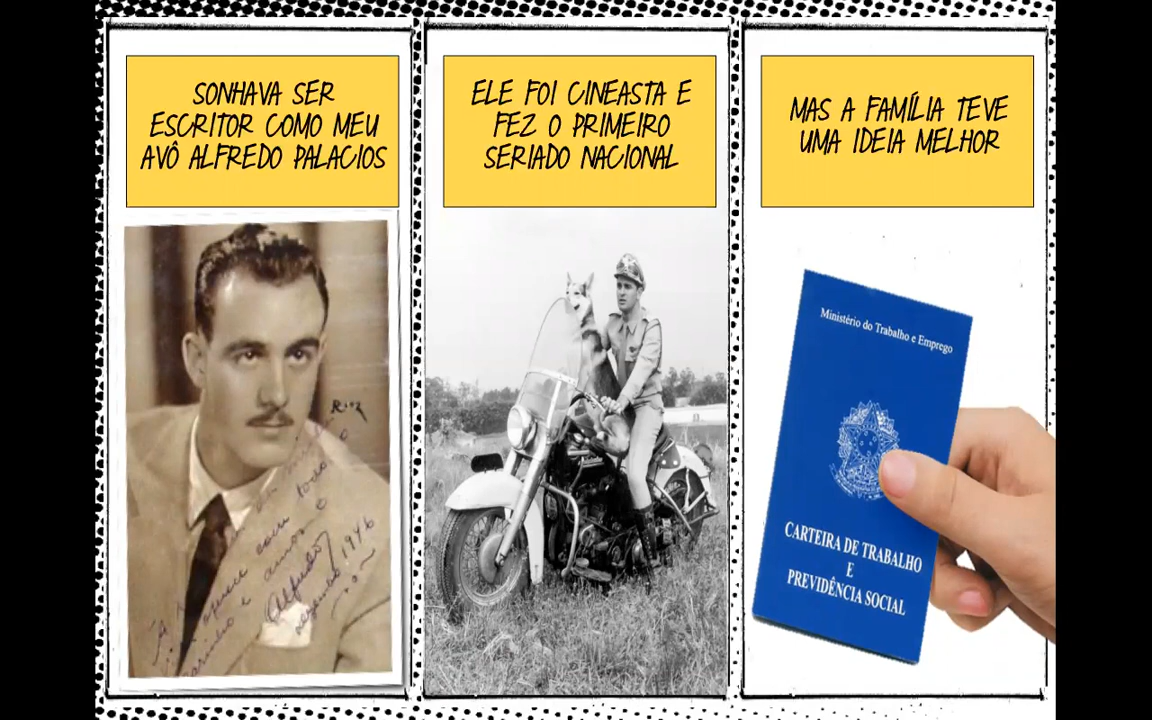 SONHAVA SER
ESCRITOR COMO MEU
AVÔ ALFREDO PALACIOS
Alfredo
1946
ELE FOI CINEASTA E
FEZ O PRIMEIRO
SERIADO NACIONAL
MAS A FAMÍLIA TEVE
UMA IDEIA MELHOR
Ministério do Trabalho e Emprego
CARTEIRA DE TRABALHO
E
PREVIDÊNCIA SOCIAL